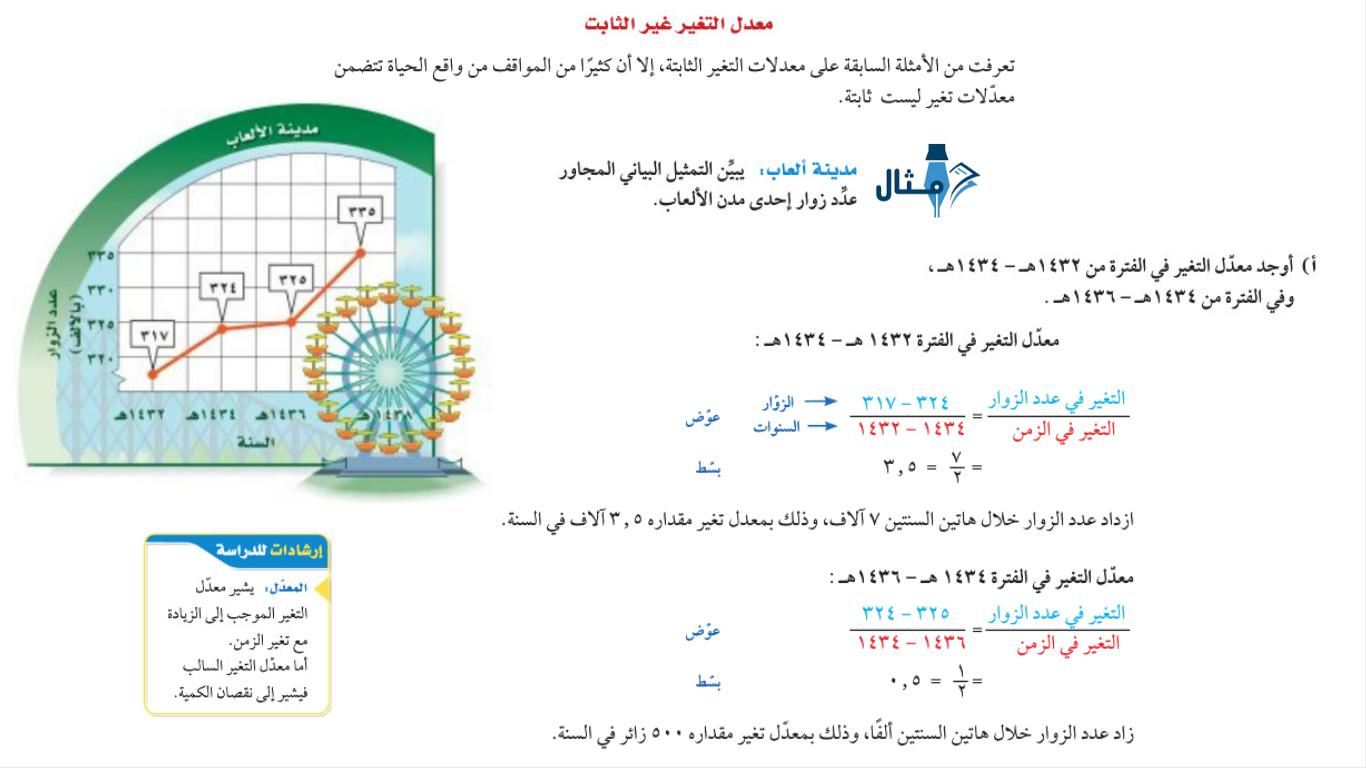 معدل التغير غير الثابت
تعرفت من الأمثلة السابقة على معدلات التغير الثابتة، إلا أن كثيرًا من المواقف من واقع الحياة تتضمن
معدّلات تغير ليست ثابتة.
مثال
مدينة ألعاب: يبيِّن التمثيل البياني المجاور
عدّد زوار إحدى مدن الألعاب.
أ) أوجد معدّل التغير في الفترة من ١٤٣٢هـ - ١٤٣٤هـ ،
وفي الفترة من ١٤٣٤هـ - ١٤٣٦هـ .
معدّل التغير في الفترة ١٤٣٢ هـ - ١٤٣٤هـ :
التغير في عدد الزوار = ٣٢٤ - ٣١٧ الزوّار
التغير في الزمن ١٤٣٤ - ١٤٣٢ السنوات
عوّض
= ٧/٢ = ٣,٥ بسّط
ازداد عدد الزوار خلال هاتين السنتين ٧ آلاف، وذلك بمعدل تغير مقداره ٣,٥ آلاف في السنة.
معدّل التغير في الفترة ١٤٣٤ هـ - ١٤٣٦هـ :
التغير في عدد الزوار = ٣٢٥ - ٣٢٤
التغير في الزمن ١٤٣٦ - ١٤٣٤
عوّض
= ١/٢ = ٠,٥ بسّط
زاد عدد الزوار خلال هاتين السنتين ألفًا، وذلك بمعدّل تغير مقداره ٥٠٠ زائر في السنة.
مدينة الألعاب
٣٣٥
٣٢٥
٣٢٤
٣١٧
٣٣٥
٣٣٠
٣٢٥
٣٢٠
عدد الزوار
(بالألف)
١٤٣٢هـ ١٤٣٤هـ ١٤٣٦هـ ١٤٣٨هـ
السنة
إرشادات للدراسة
المعدّل: يشير معدّل
التغير الموجب إلى الزيادة
مع تغير الزمن.
أما معدّل التغير السالب
فيشير إلى نقصان الكمية.